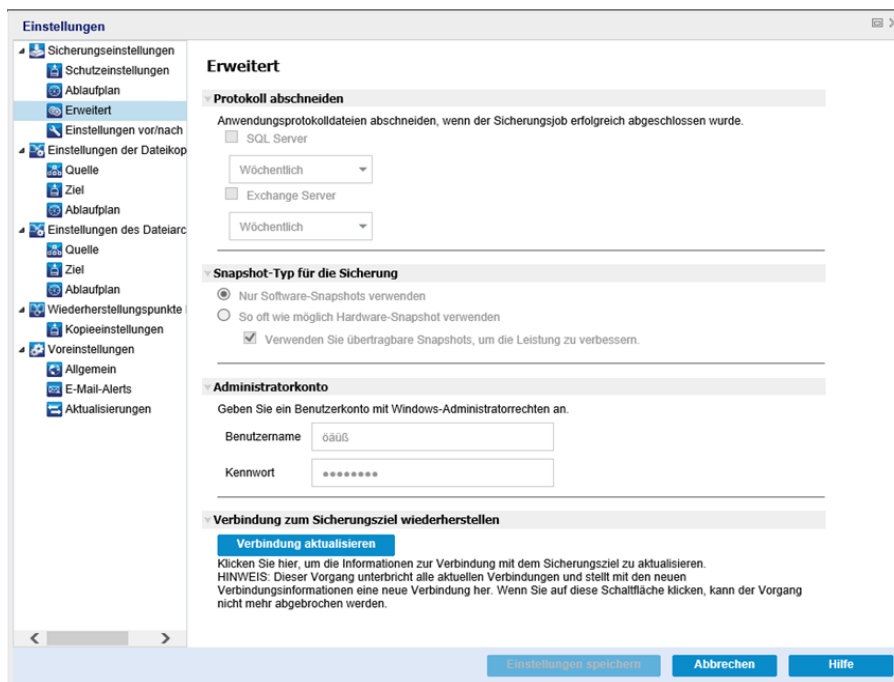 Einstellungen
Sicherungseinstellungen
Schutzeinstellungen
Ablaufplan
Erweitert
Einstellungen vor/nach
Einstellungen der Dateikop
Quelle
Ziel
Ablaufplan
Einstellungen des Dateiarc
Quelle
Ziel
Ablaufplan
Wiederherstellungspunkte
Kopieeinstellungen
Voreinstellungen
Allgemein
E-Mail-Alerts
Aktualisierungen
Erweitert
Protokoll abschneiden
Anwendungsprotokolldateien abschneiden, wenn der Sicherungsjob erfolgreich abgeschlossen wurde.
SQL Server
Wöchentlich
Exchange Server
Wöchentlich
Snapshot-Typ für die Sicherung
Nur Software-Snapshots verwenden
So oft wie möglich Hardware-Snapshot verwenden
Verwenden Sie übertragbare Snapshots, um die Leistung zu verbessern.
Administratorkonto
Geben Sie ein Benutzerkonto mit Windows-Administratorrechten an.
Benutzername öäüß
Kennwort ●●●●●●●●
Verbindung zum Sicherungsziel wiederherstellen
Verbindung aktualisieren
Klicken Sie hier, um die Informationen zur Verbindung mit dem Sicherungsziel zu aktualisieren.
HINWEIS: Dieser Vorgang unterbricht alle aktuellen Verbindungen und stellt mit den neuen
Verbindungsinformationen eine neue Verbindung her. Wenn Sie auf diese Schaltfläche klicken, kann der Vorgang
nicht mehr abgebrochen werden.
Einstellungen speichern Abbrechen Hilfe